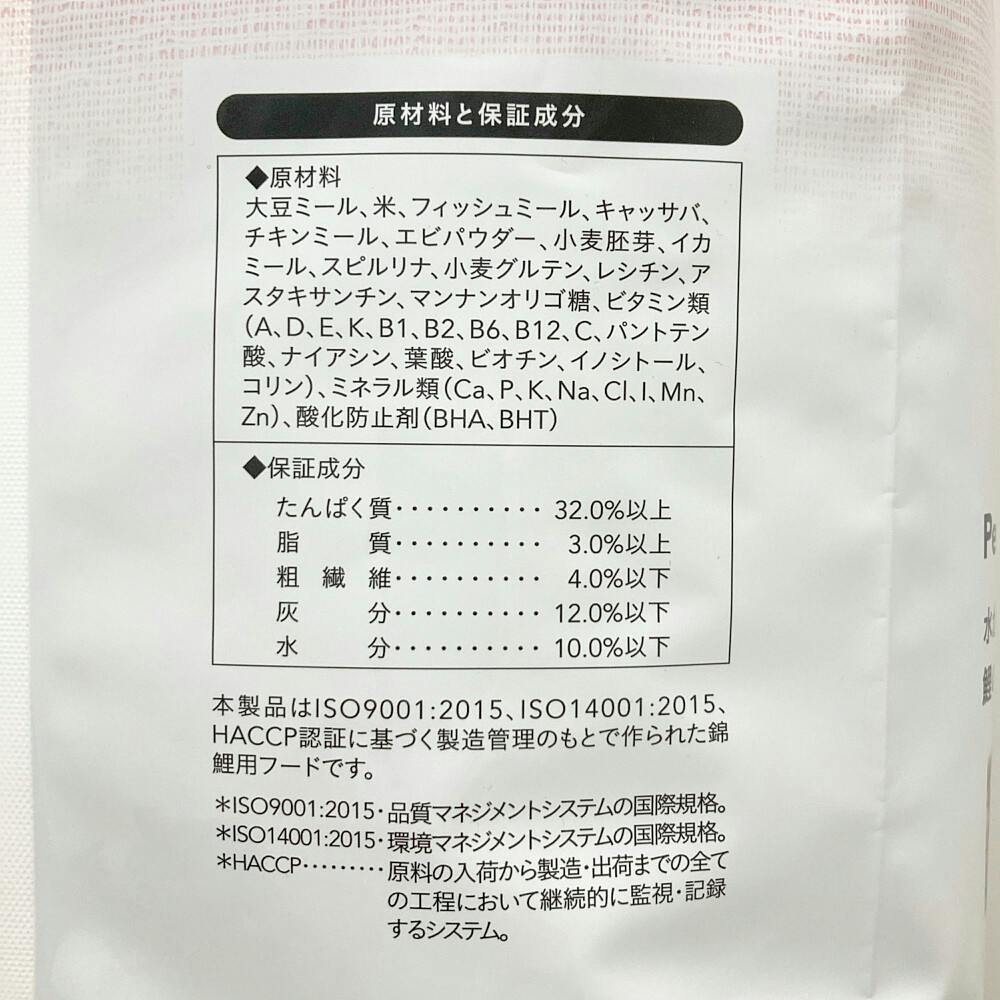 原材料と保証成分
◆原材料
大豆ミール、米、フィッシュミール、キャッサバ、
チキンミール、エビパウダー、小麦胚芽、イカ
ミール、スピルリナ、小麦グルテン、レシチン、ア
スタキサンチン、マンナンオリゴ糖、ビタミン類
(A、D、E、K、B1、B2、B6、B12、C、パントテン
酸、ナイアシン、葉酸、ビオチン、イノシトール、
コリン)、ミネラル類(Ca、P、K、Na、Cl、I、Mn、
Zn)、酸化防止剤(BHA、BHT)
◆保証成分
たんぱく質・・・・・・・・・・ 32.0%以上
脂質・・・・・・・・・・ 3.0%以上
粗繊維・・・・・・・・・・ 4.0%以下
灰分・・・・・・・・・・ 12.0%以下
水分・・・・・・・・・・ 10.0%以下
本製品はISO9001:2015、ISO14001:2015、
HACCP認証に基づく製造管理のもとで作られた錦
鯉用フードです。
*ISO9001:2015・品質マネジメントシステムの国際規格。
*ISO14001:2015・環境マネジメントシステムの国際規格。
*HACCP・・・・・・・・・原料の入荷から製造・出荷までの全て
の工程において継続的に監視・記録
するシステム。
Pe
水
鯉